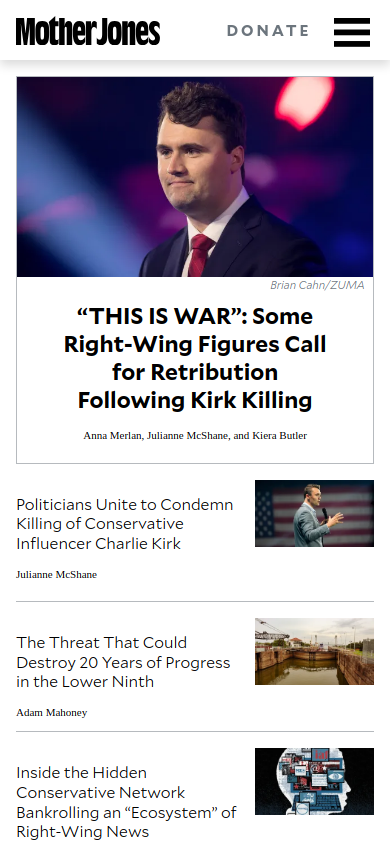 Mother Jones
DONATE
Brian Cahn/ZUMA
“THIS IS WAR”: Some
Right-Wing Figures Call
for Retribution
Following Kirk Killing
Anna Merlan, Julianne McShane, and Kiera Butler
Politicians Unite to Condemn
Killing of Conservative
Influencer Charlie Kirk
Julianne McShane
The Threat That Could
Destroy 20 Years of Progress
in the Lower Ninth
Adam Mahoney
Inside the Hidden
Conservative Network
Bankrolling an “Ecosystem” of
Right-Wing News